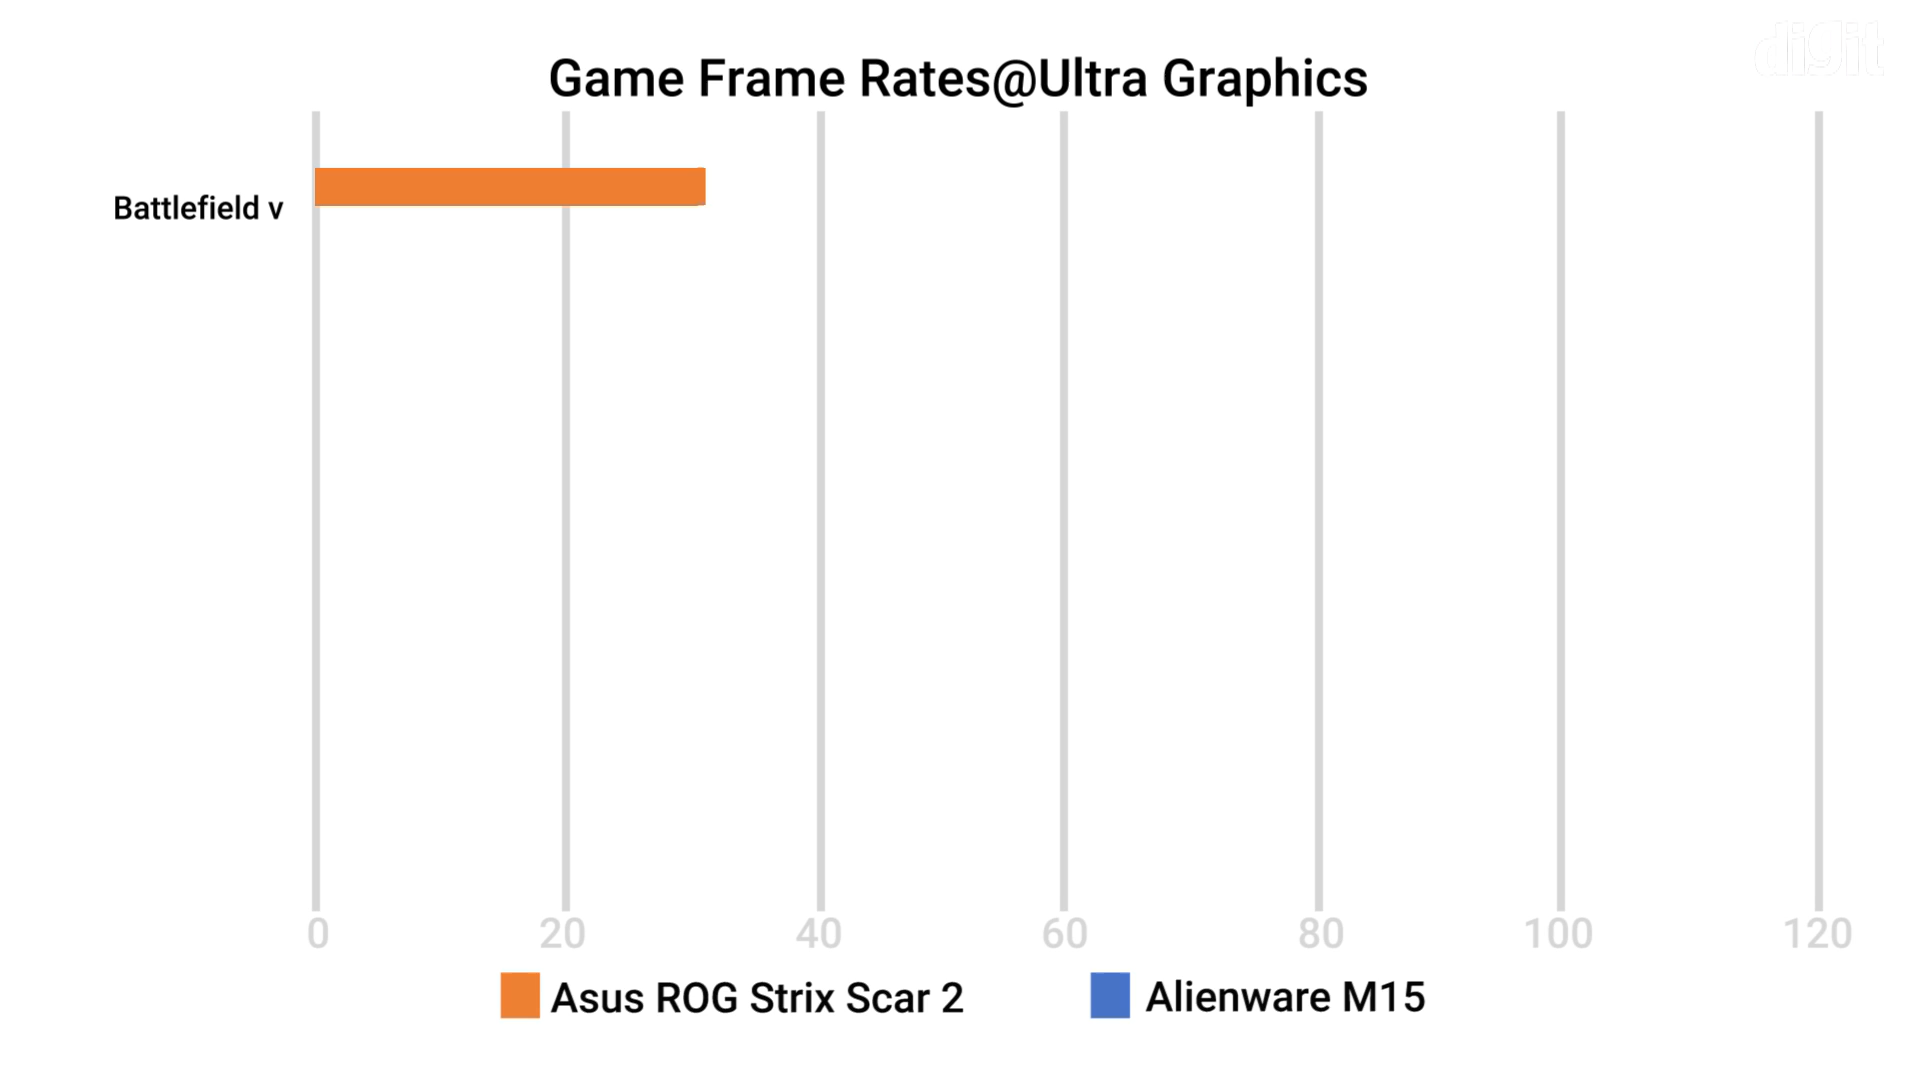 digit
Game Frame Rates@Ultra Graphics
Battlefield v
0 20 40 60 80 100 120
Asus ROG Strix Scar 2 Alienware M15